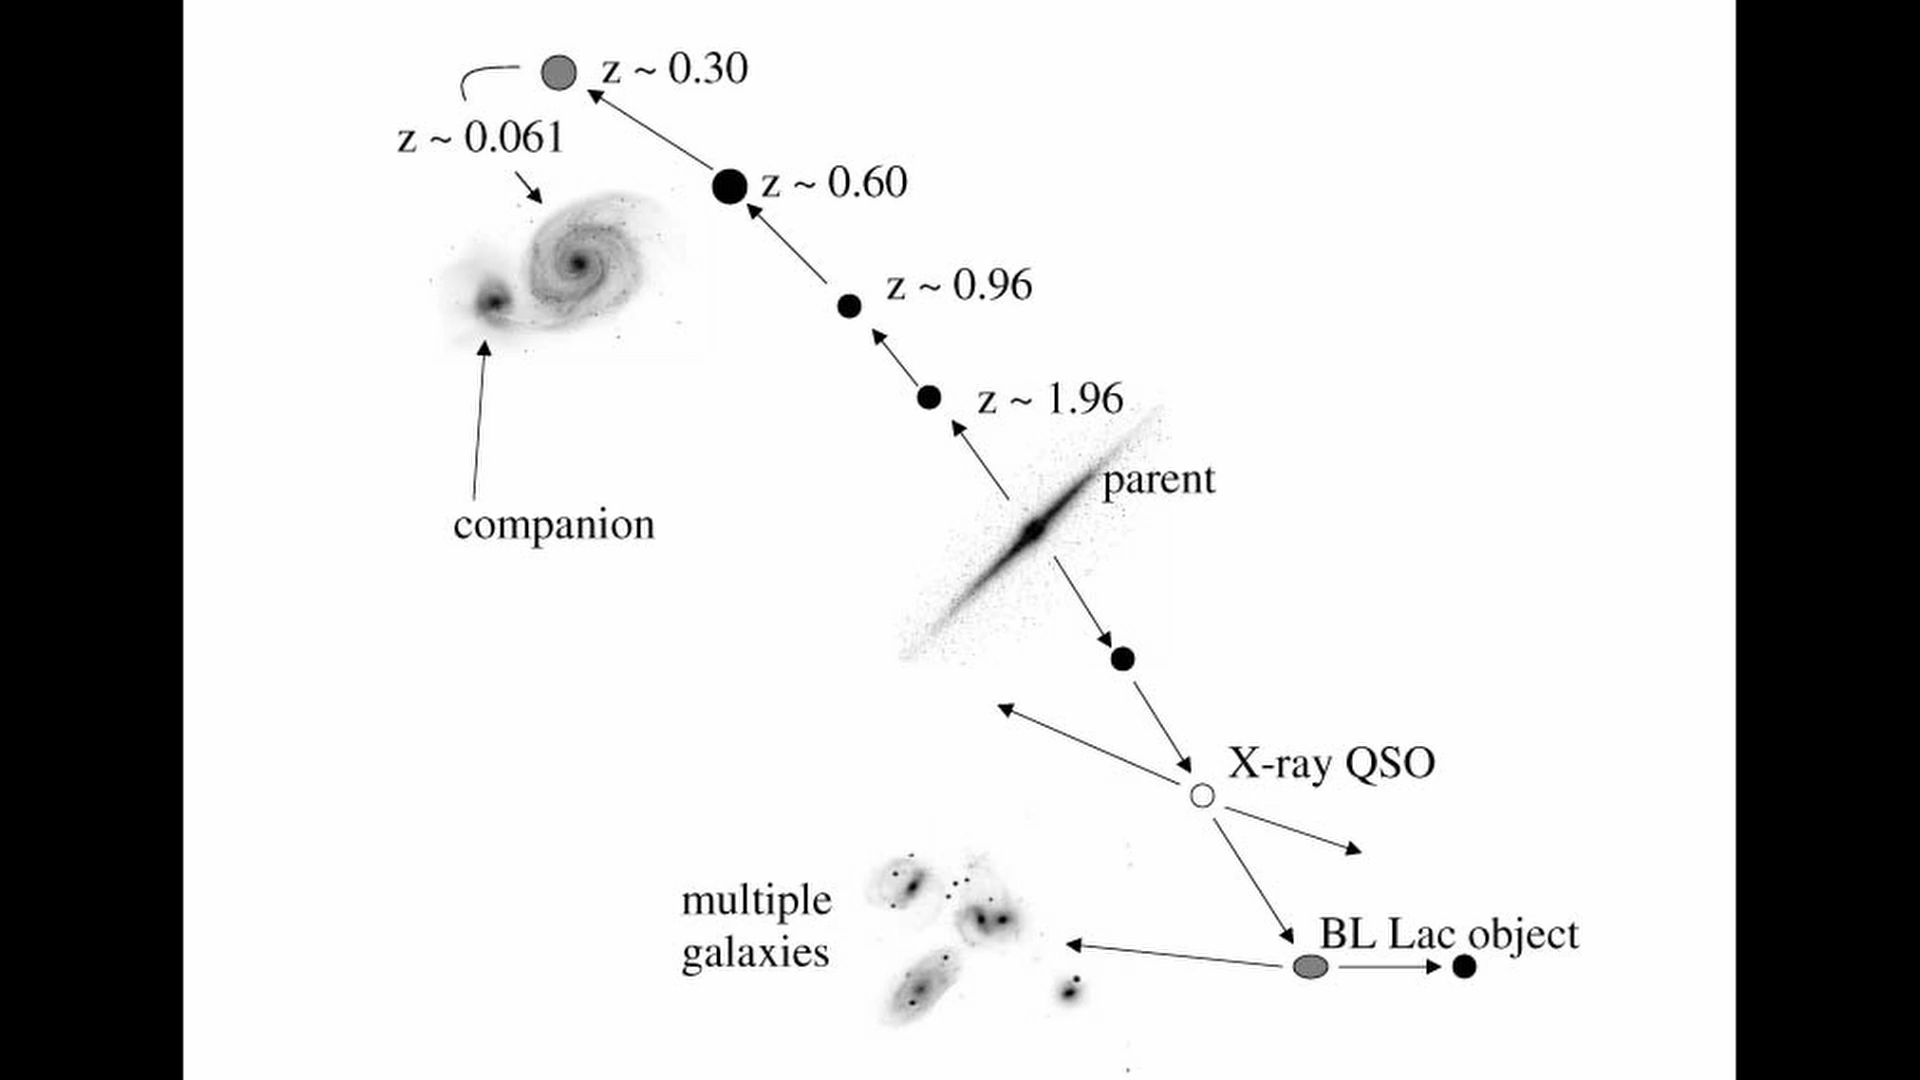 z ~ 0.30
z ~ 0.061
z ~ 0.60
z ~ 0.96
z ~ 1.96
parent
companion
X-ray QSO
multiple
galaxies
BL Lac object